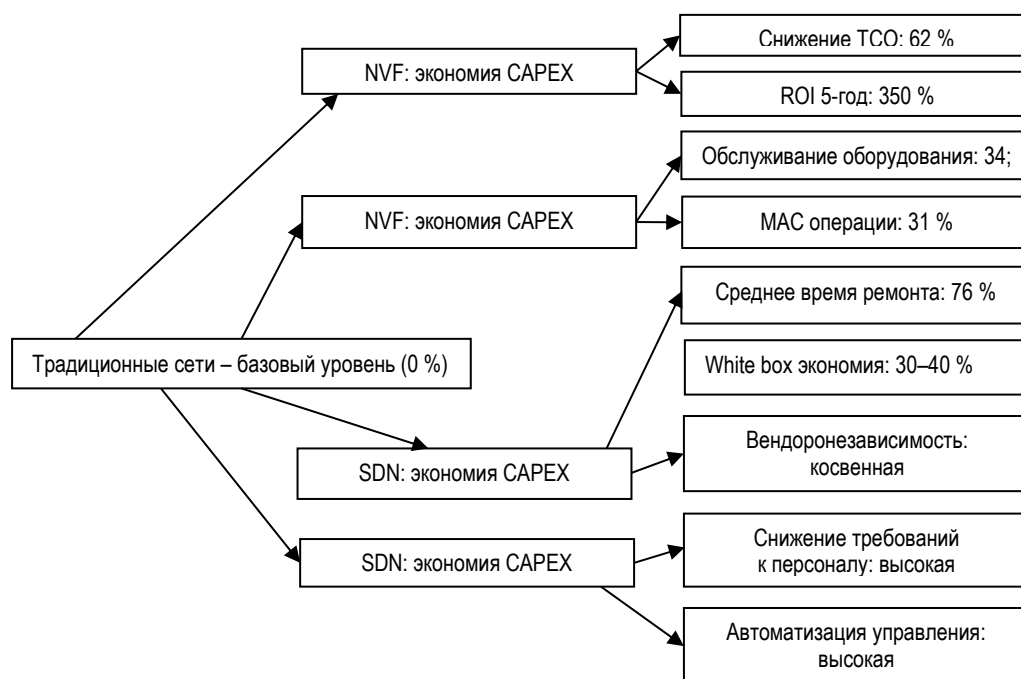 Снижение TCO: 62 %
NVF: экономия CAPEX
ROI 5-год: 350 %
Обслуживание оборудования: 34;
NVF: экономия CAPEX
MAC операции: 31 %
Среднее время ремонта: 76 %
Традиционные сети – базовый уровень (0 %)
White box экономия: 30–40 %
Вендоронезависимость:
косвенная
SDN: экономия CAPEX
Снижение требований
к персоналу: высокая
SDN: экономия CAPEX
Автоматизация управления:
высокая